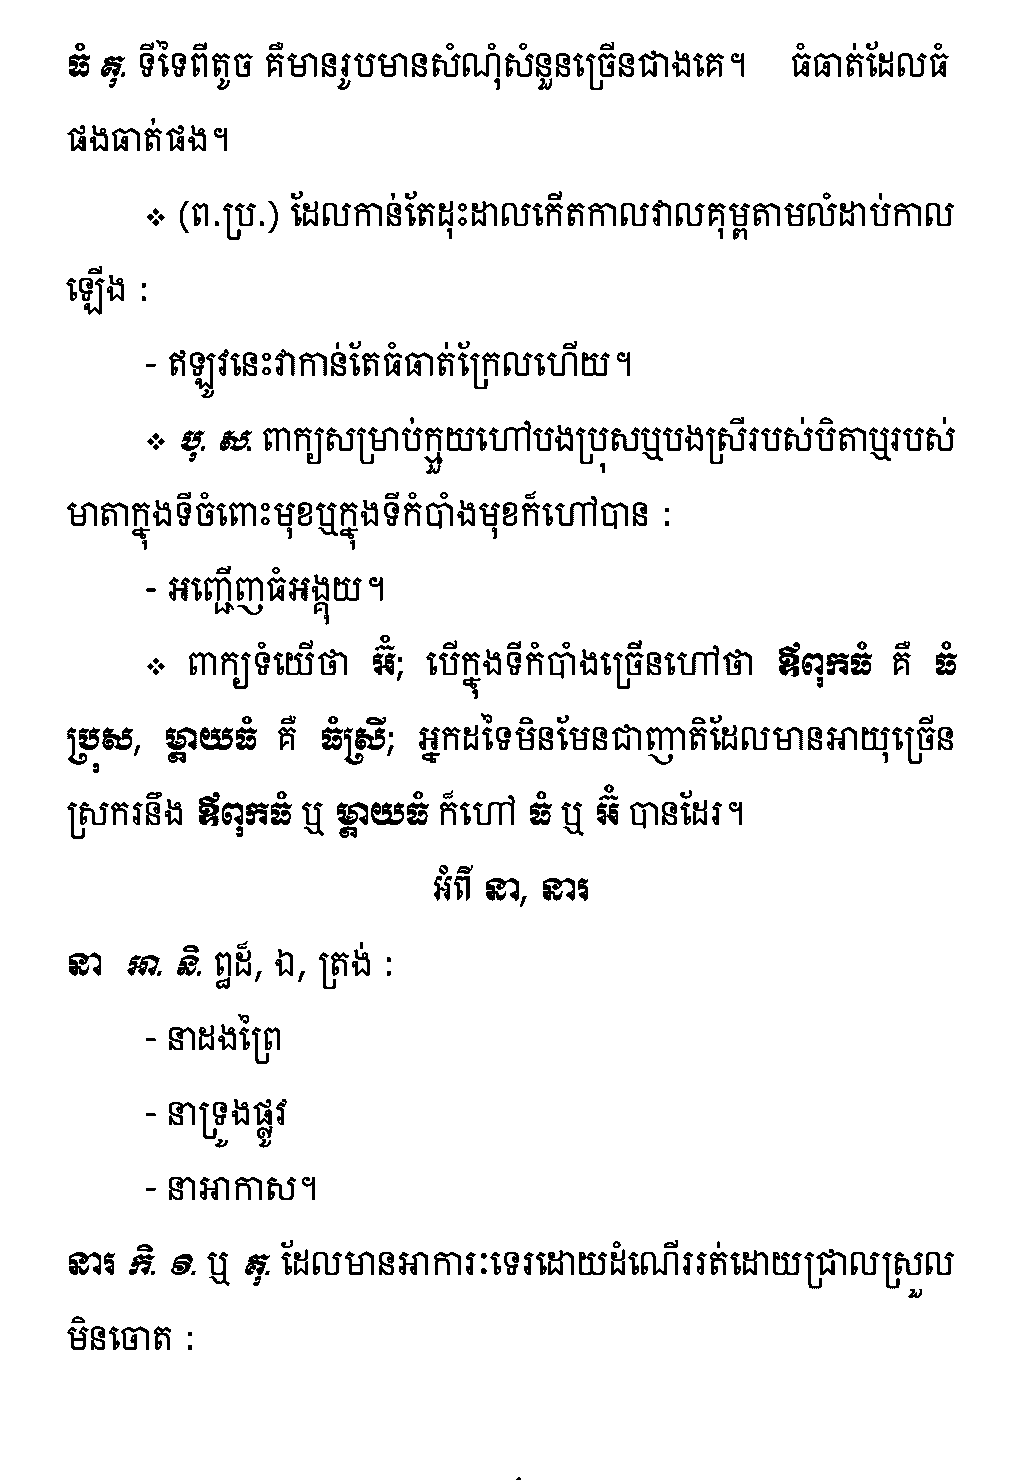 ធំ គុ. ទីទៃពីតូច គឺមានរូបមានសំណុំសំនួនច្រើនជាងគេ។ ធំធាត់ដែលធំ
ផងធាត់ផង។
❖ (ព.ប្រ.) ដែលកាន់តែដុះដាលកើតកាលវាលគុម្ពតាមលំដាប់កាល
ឡើង :
- ឥឡូវនេះវាកាន់តែធំធាត់ក្រែលហើយ។
❖ បុ. ស. ពាក្យសម្រាប់ក្មួយហៅបងប្រុសឬបងស្រីរបស់បិតាឬរបស់
មាតាក្នុងទីចំពោះមុខឬក្នុងទីកំបាំងមុខក៏ហៅបាន :
- អញ្ជើញធំអង្គុយ។
❖ ពាក្យទំយើថា អ៊ំ; បើក្នុងទីកំបាំងច្រើនហៅថា ឪពុកធំ គឺ ធំ
ប្រុស, ម្ដាយធំ គឺ ធំស្រី; អ្នកដទៃមិនមែនជាញាតិដែលមានអាយុច្រើន
ស្រករនឹង ឪពុកធំ ឬ ម្ដាយធំ ក៏ហៅ ធំ ឬ អ៊ំ បានដែរ។
អំពី នា, នារ
នា អា. និ. ឰដ៏, ឯ, ត្រង់ :
- នាដងព្រៃ
- នាទ្រូងផ្លូវ
- នាអាកាស។
នារ កិ. ១. ឬ គុ. ដែលមានអាការៈទេរដោយដំណើររត់ដោយជ្រាលស្រួល
មិនចោត :